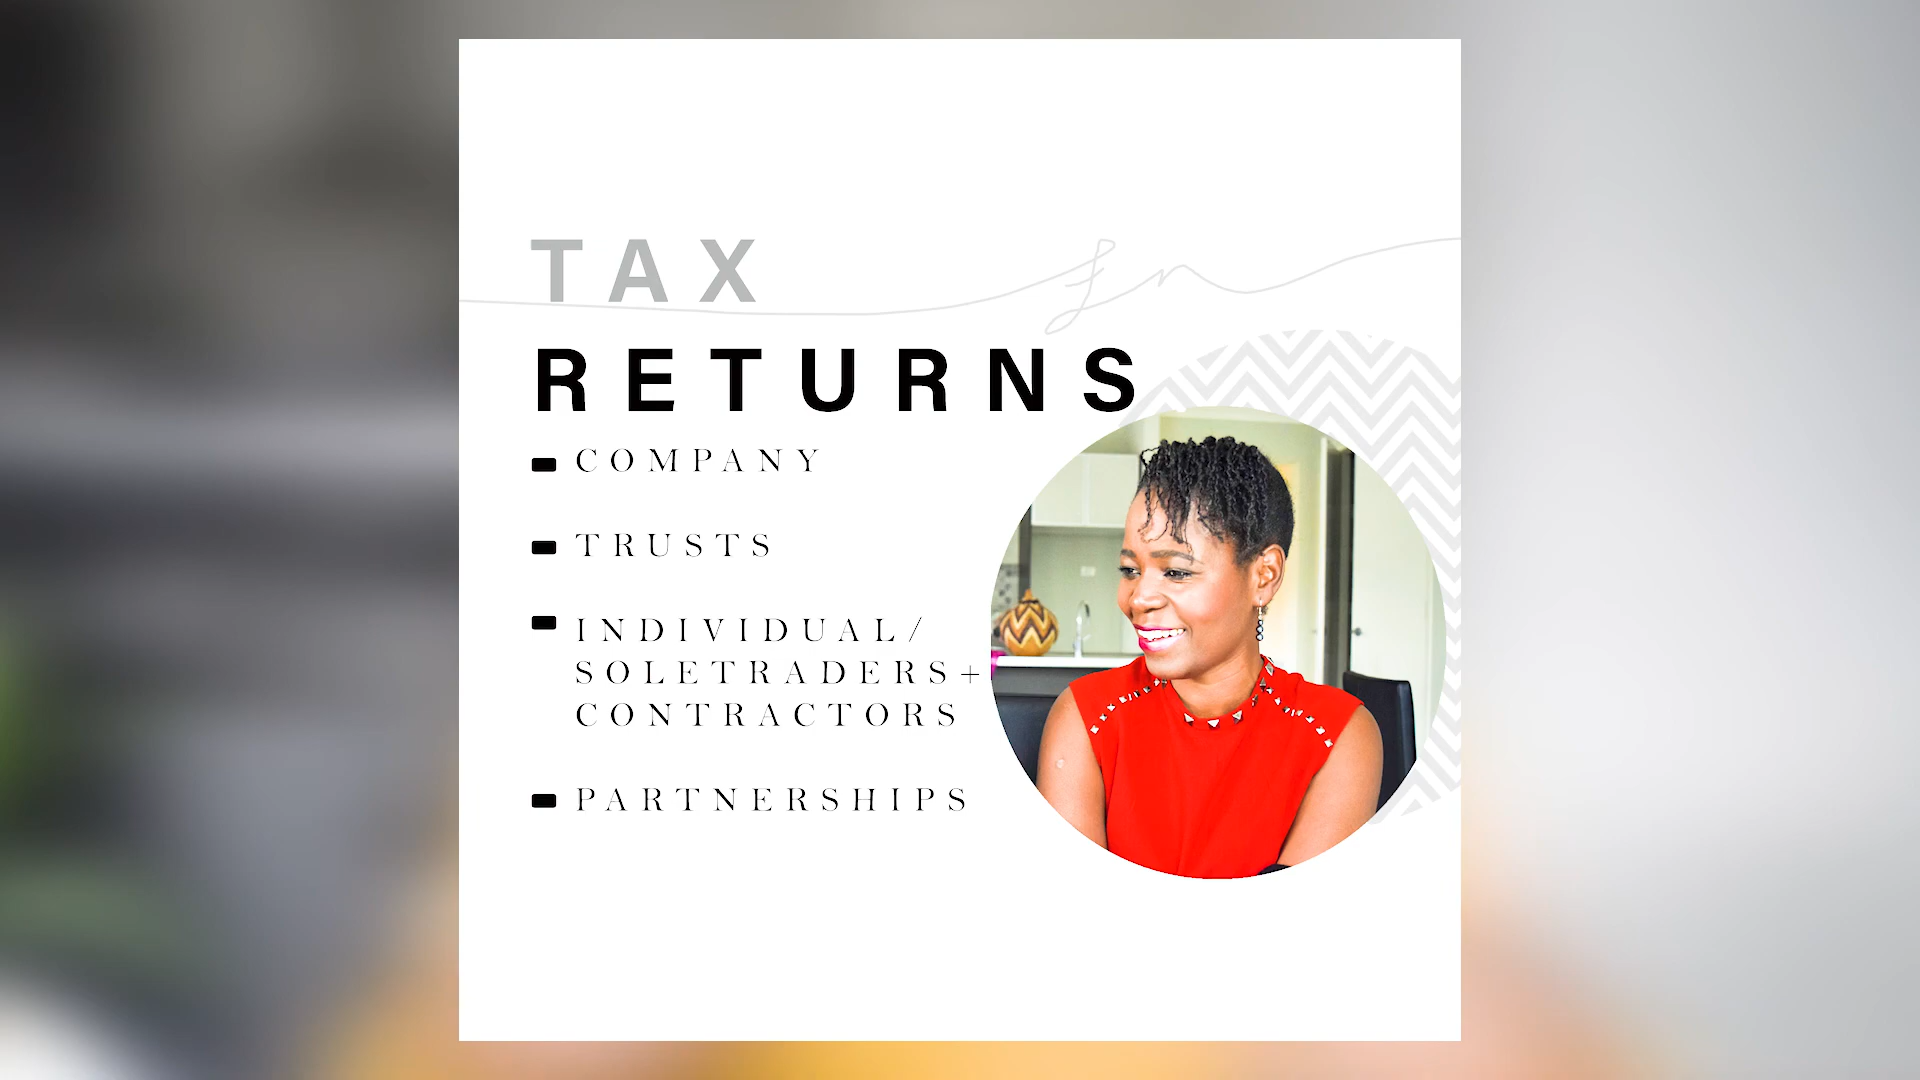 TAX
RETURNS
COMPANY
TRUSTS
INDIVIDUAL/
SOLETRADERS+
CONTRACTORS
PARTNERSHIPS